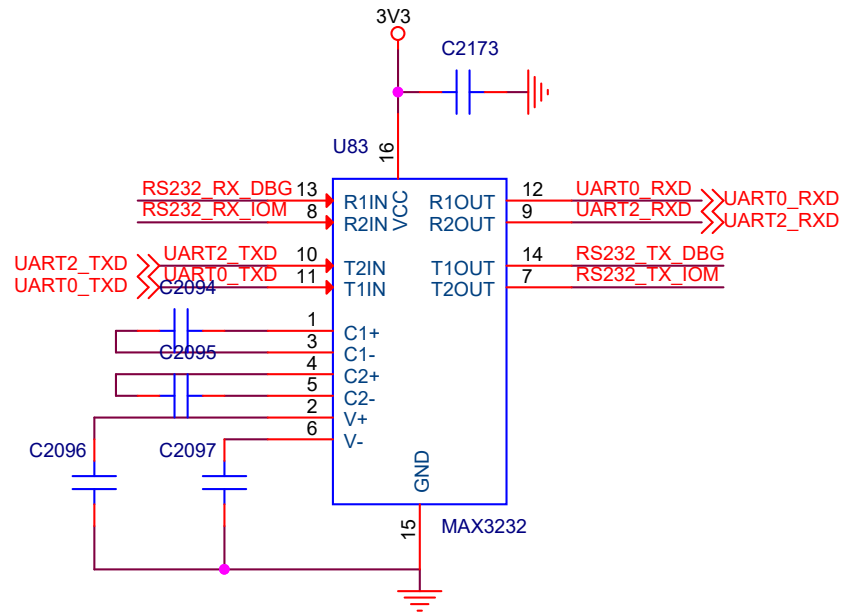 3V3
C2173
U83
16
RS232_RX_DBG 13 R1IN VCC R1OUT 12 UART0_RXD UART0_RXD
RS232_RX_IOM 8 R2IN R2OUT 9 UART2_RXD UART2_RXD
UART2_TXD UART2_TXD 10 T2IN T1OUT 14 RS232_TX_DBG
UART0_TXD UART0_TXD 11 T1IN T2OUT 7 RS232_TX_IOM
C2094
1 C1+
3 C1-
C2095
4 C2+
5 C2-
2 V+
6 V-
C2096 C2097
GND
15 MAX3232